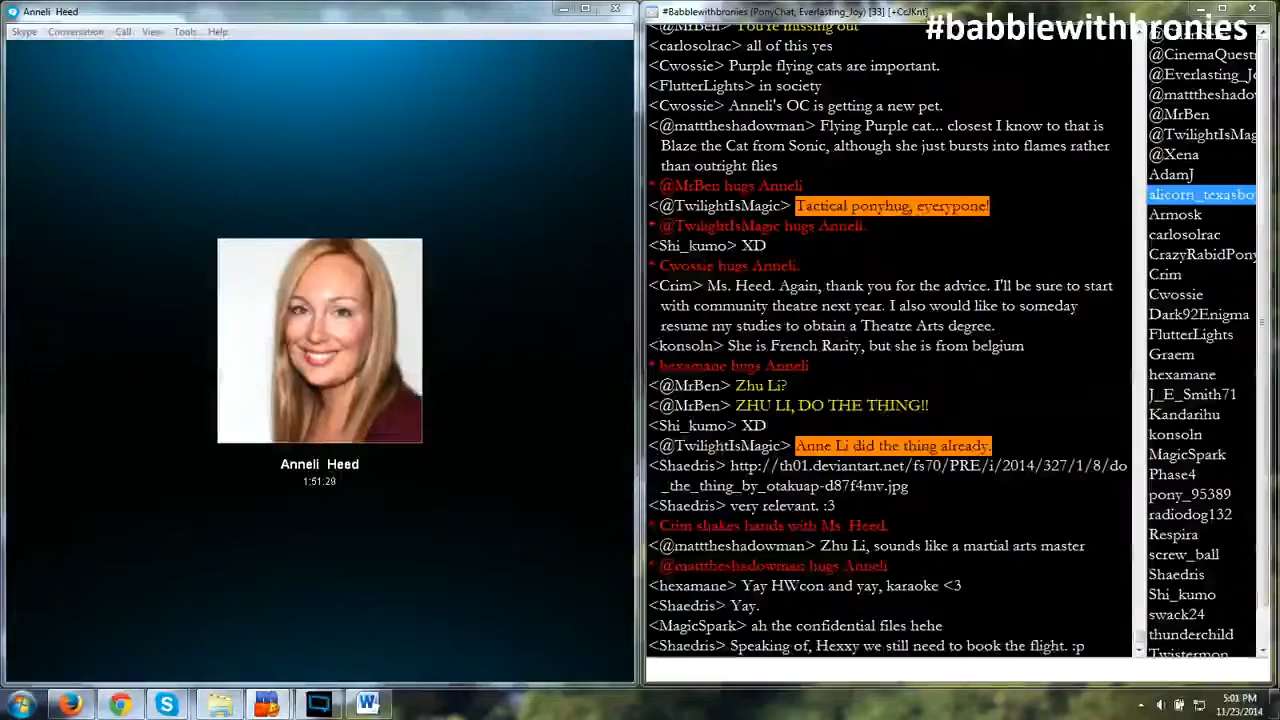 Anneli Heed
Skype Conversation Call View Tools Help
Anneli Heed
1:51:29
#Babblewithbronies (PonyChat, Everlasting_Joy) [33] [+CcJKnt]
#babblewithbronies
<@MrBen> You're missing out
<carlosolrac> all of this yes
<Cwossie> Purple flying cats are important.
<FlutterLights> in society
<Cwossie> Anneli's OC is getting a new pet.
<@matttheshadowman> Flying Purple cat... closest I know to that is
Blaze the Cat from Sonic, although she just bursts into flames rather
than outright flies
* @MrBen hugs Anneli
<@TwilightIsMagic> Tactical ponyhug, everypone!
* @TwilightIsMagic hugs Anneli.
<Shi_kumo> XD
* Cwossie hugs Anneli.
<Crim> Ms. Heed. Again, thank you for the advice. I'll be sure to start
with community theatre next year. I also would like to someday
resume my studies to obtain a Theatre Arts degree.
<konsoln> She is French Rarity, but she is from belgium
* hexamane hugs Anneli
<@MrBen> Zhu Li?
<@MrBen> ZHU LI, DO THE THING!!
<Shi_kumo> XD
<@TwilightIsMagic> Anne Li did the thing already.
<Shaedris> http://th01.deviantart.net/fs70/PRE/i/2014/327/1/8/do
_the_thing_by_otakuap-d87f4mv.jpg
<Shaedris> very relevant. :3
* Crim shakes hands with Ms. Heed.
<@matttheshadowman> Zhu Li, sounds like a martial arts master
* @matttheshadowman hugs Anneli
<hexamane> Yay HWcon and yay, karaoke <3
<Shaedris> Yay.
<MagicSpark> ah the confidential files hehe
<Shaedris> Speaking of, Hexxy we still need to book the flight. :p
@CinemaQuest
@Everlasting_Jo
@matttheshadow
@MrBen
@TwilightIsMag
@Xena
AdamJ
alicorn_texasbo
Armosk
carlosolrac
CrazyRabidPony
Crim
Cwossie
Dark92Enigma
FlutterLights
Graem
hexamane
J_E_Smith71
Kandarihu
konsoln
MagicSpark
Phase4
pony_95389
radiodog132
Respira
screw_ball
Shaedris
Shi_kumo
swack24
thunderchild
Twistermon
5:01 PM
11/23/2014